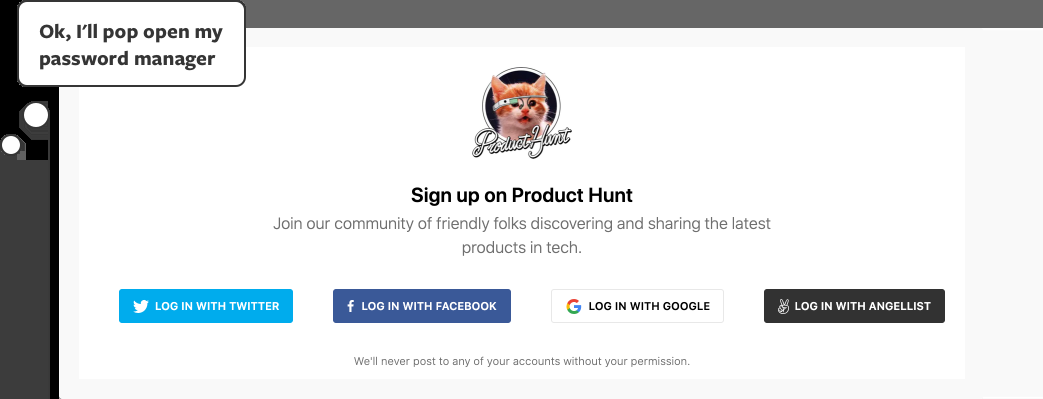 Ok, I'll pop open my
password manager
Product Hunt
Sign up on Product Hunt
Join our community of friendly folks discovering and sharing the latest
products in tech.
LOG IN WITH TWITTER
LOG IN WITH FACEBOOK
LOG IN WITH GOOGLE
LOG IN WITH ANGELLIST
We'll never post to any of your accounts without your permission.